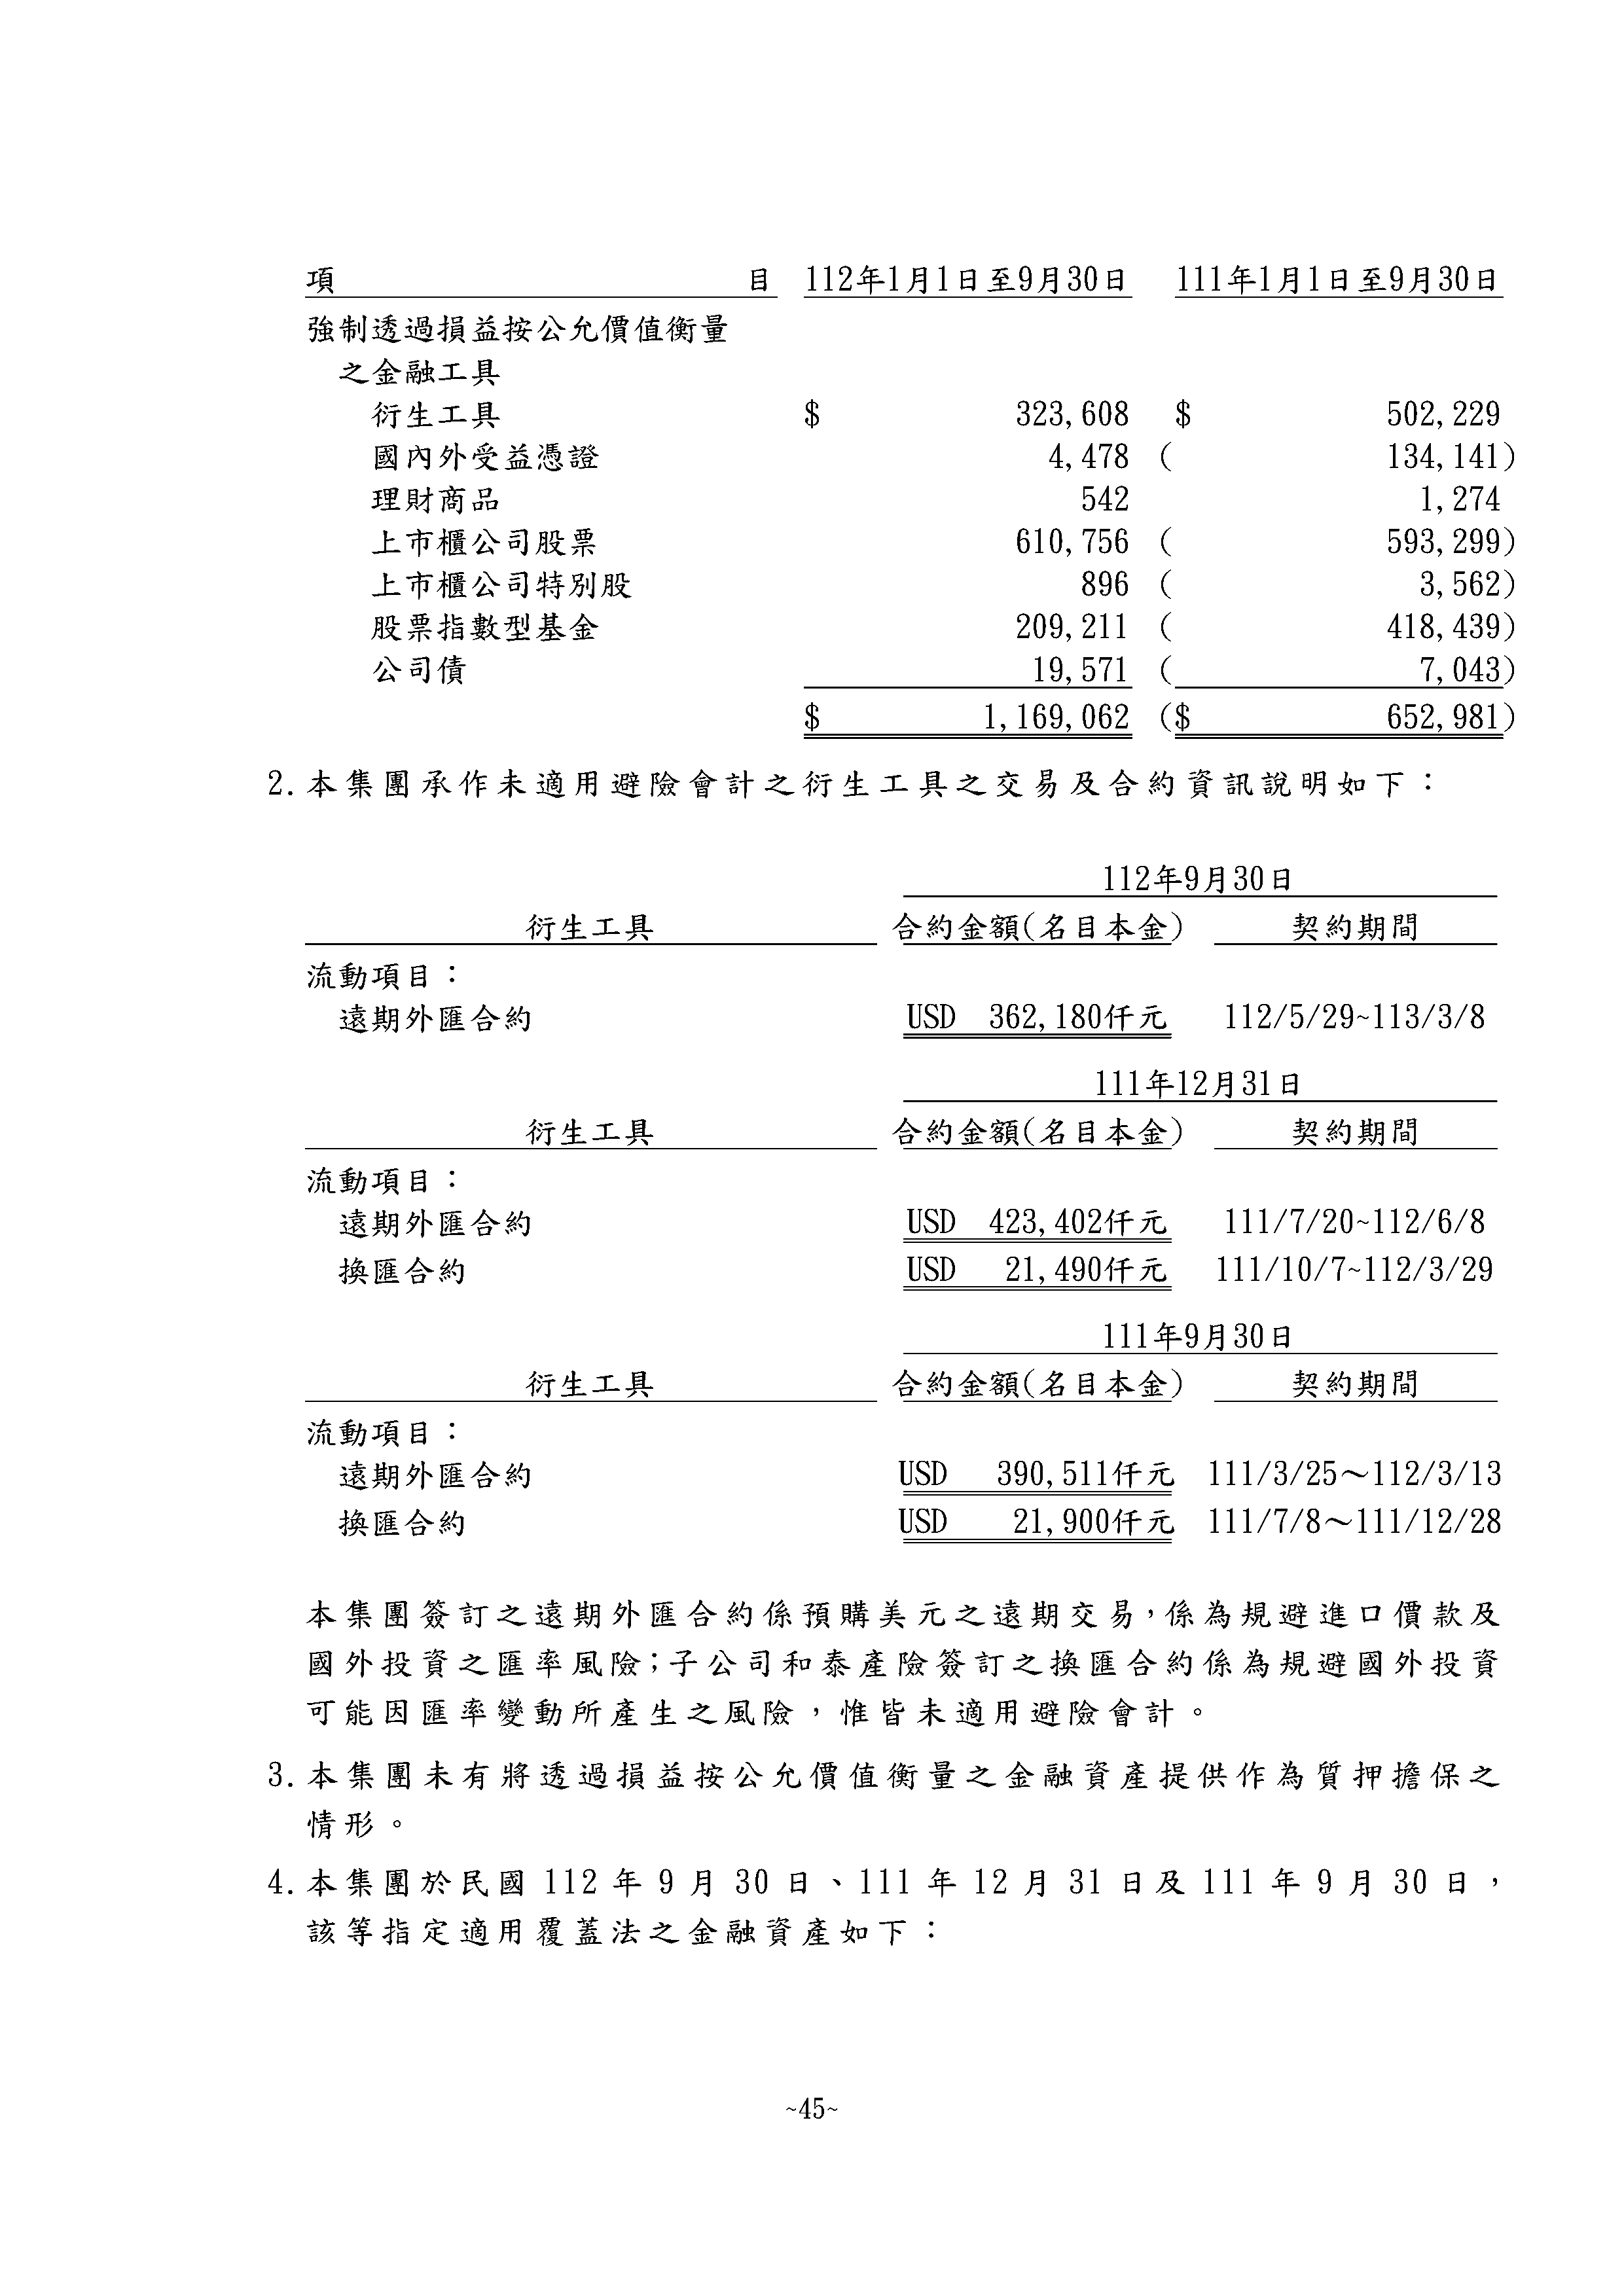 項 目 112年1月1日至9月30日 111年1月1日至9月30日
強制透過損益按公允價值衡量
之金融工具
衍生工具 $ 323,608 $ 502,229
國內外受益憑證 4,478 ( 134,141)
理財商品 542 1,274
上市櫃公司股票 610,756 ( 593,299)
上市櫃公司特別股 896 ( 3,562)
股票指數型基金 209,211 ( 418,439)
公司債 19,571 ( 7,043)
$ 1,169,062 ($ 652,981)
2.本集團承作未適用避險會計之衍生工具之交易及合約資訊說明如下：
112年9月30日
衍生工具 合約金額(名目本金) 契約期間
流動項目：
遠期外匯合約 USD 362,180仟元 112/5/29~113/3/8
111年12月31日
衍生工具 合約金額(名目本金) 契約期間
流動項目：
遠期外匯合約 USD 423,402仟元 111/7/20~112/6/8
換匯合約 USD 21,490仟元 111/10/7~112/3/29
111年9月30日
衍生工具 合約金額(名目本金) 契約期間
流動項目：
遠期外匯合約 USD 390,511仟元 111/3/25～112/3/13
換匯合約 USD 21,900仟元 111/7/8～111/12/28
本集團簽訂之遠期外匯合約係預購美元之遠期交易，係為規避進口價款及
國外投資之匯率風險；子公司和泰產險簽訂之換匯合約係為規避國外投資
可能因匯率變動所產生之風險，惟皆未適用避險會計。
3.本集團未有將透過損益按公允價值衡量之金融資產提供作為質押擔保之
情形。
4.本集團於民國 112 年 9 月 30 日、111 年 12 月 31 日及 111 年 9 月 30 日，
該等指定適用覆蓋法之金融資產如下：
~45~